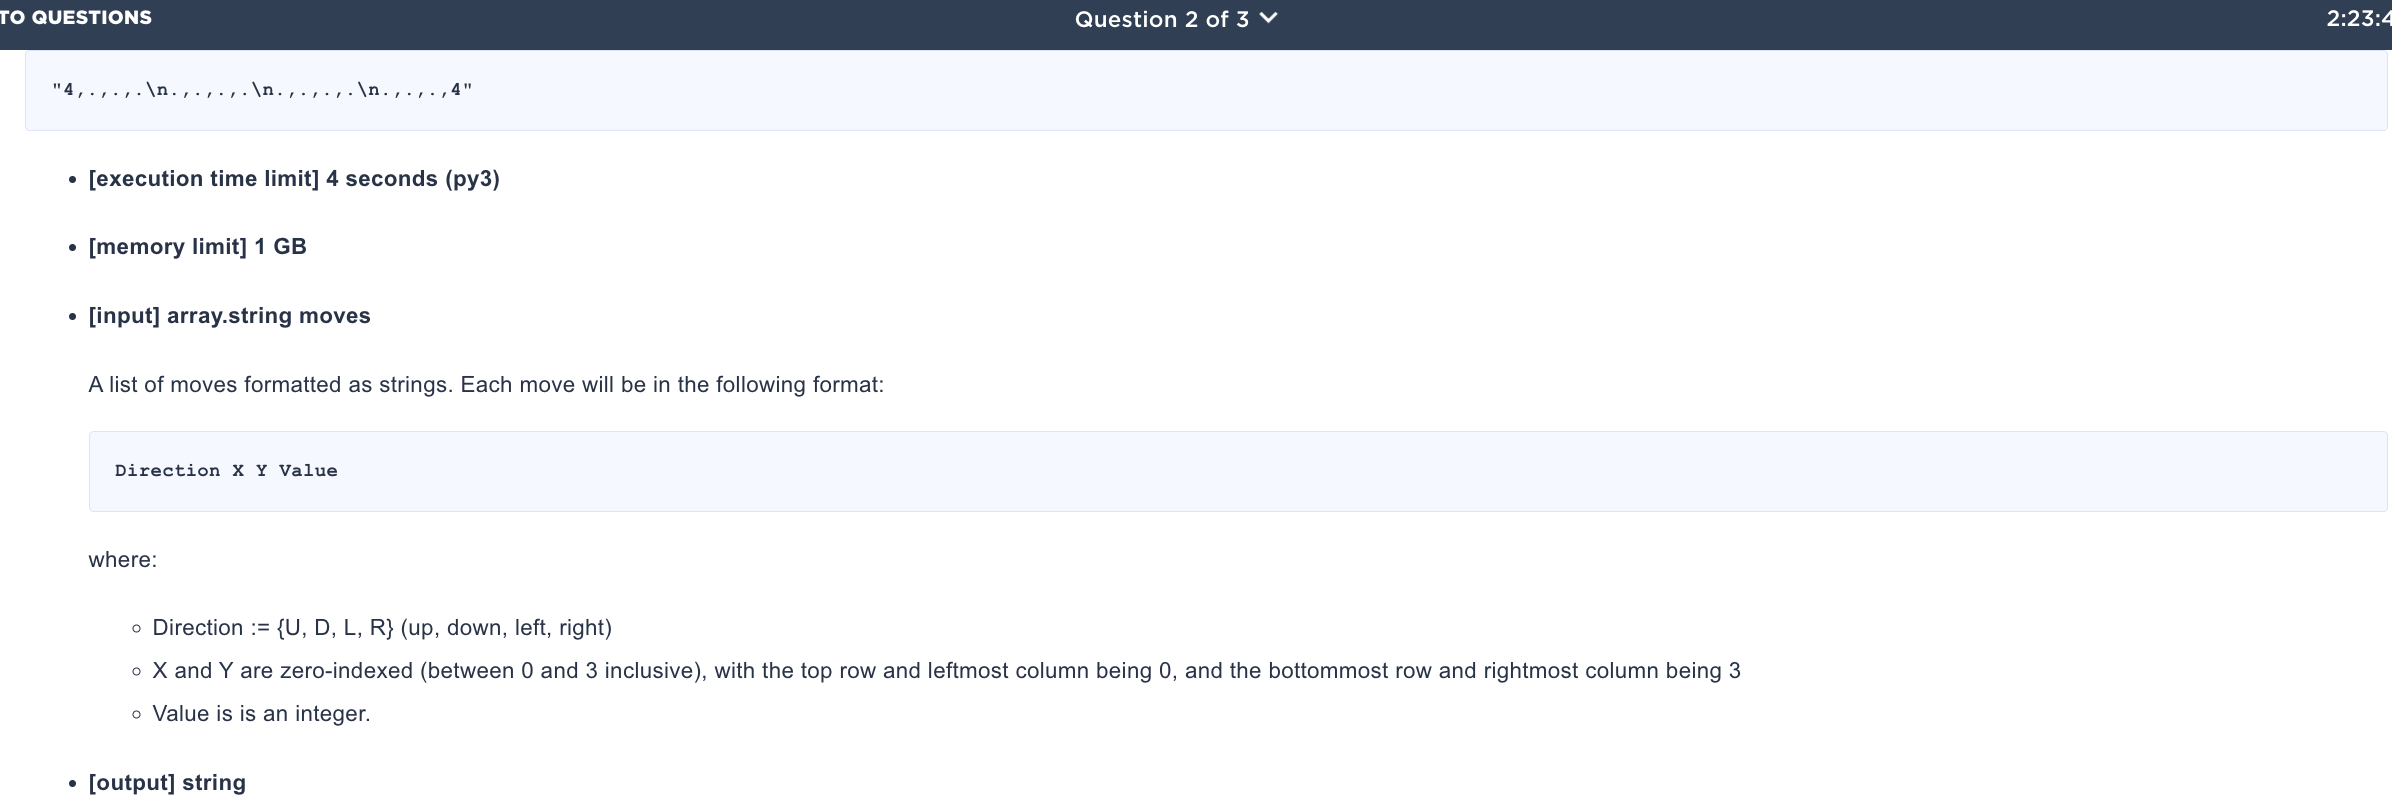 TO QUESTIONS
Question 2 of 3
2:23:4
"4,.,.,.\n.,.,.,.\n.,.,.,.\n.,.,.,4"
[execution time limit] 4 seconds (py3)
[memory limit] 1 GB
[input] array.string moves
A list of moves formatted as strings. Each move will be in the following format:
Direction X Y Value
where:
Direction := {U, D, L, R} (up, down, left, right)
X and Y are zero-indexed (between 0 and 3 inclusive), with the top row and leftmost column being 0, and the bottommost row and rightmost column being 3
Value is is an integer.
[output] string